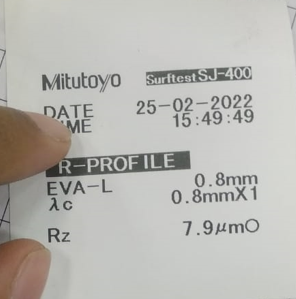 Mitutoyo Surftest SJ-400
DATE 25-02-2022
TIME 15:49:49
R-PROFILE
EVA-L 0.8mm
λc 0.8mmX1
Rz 7.9μmO